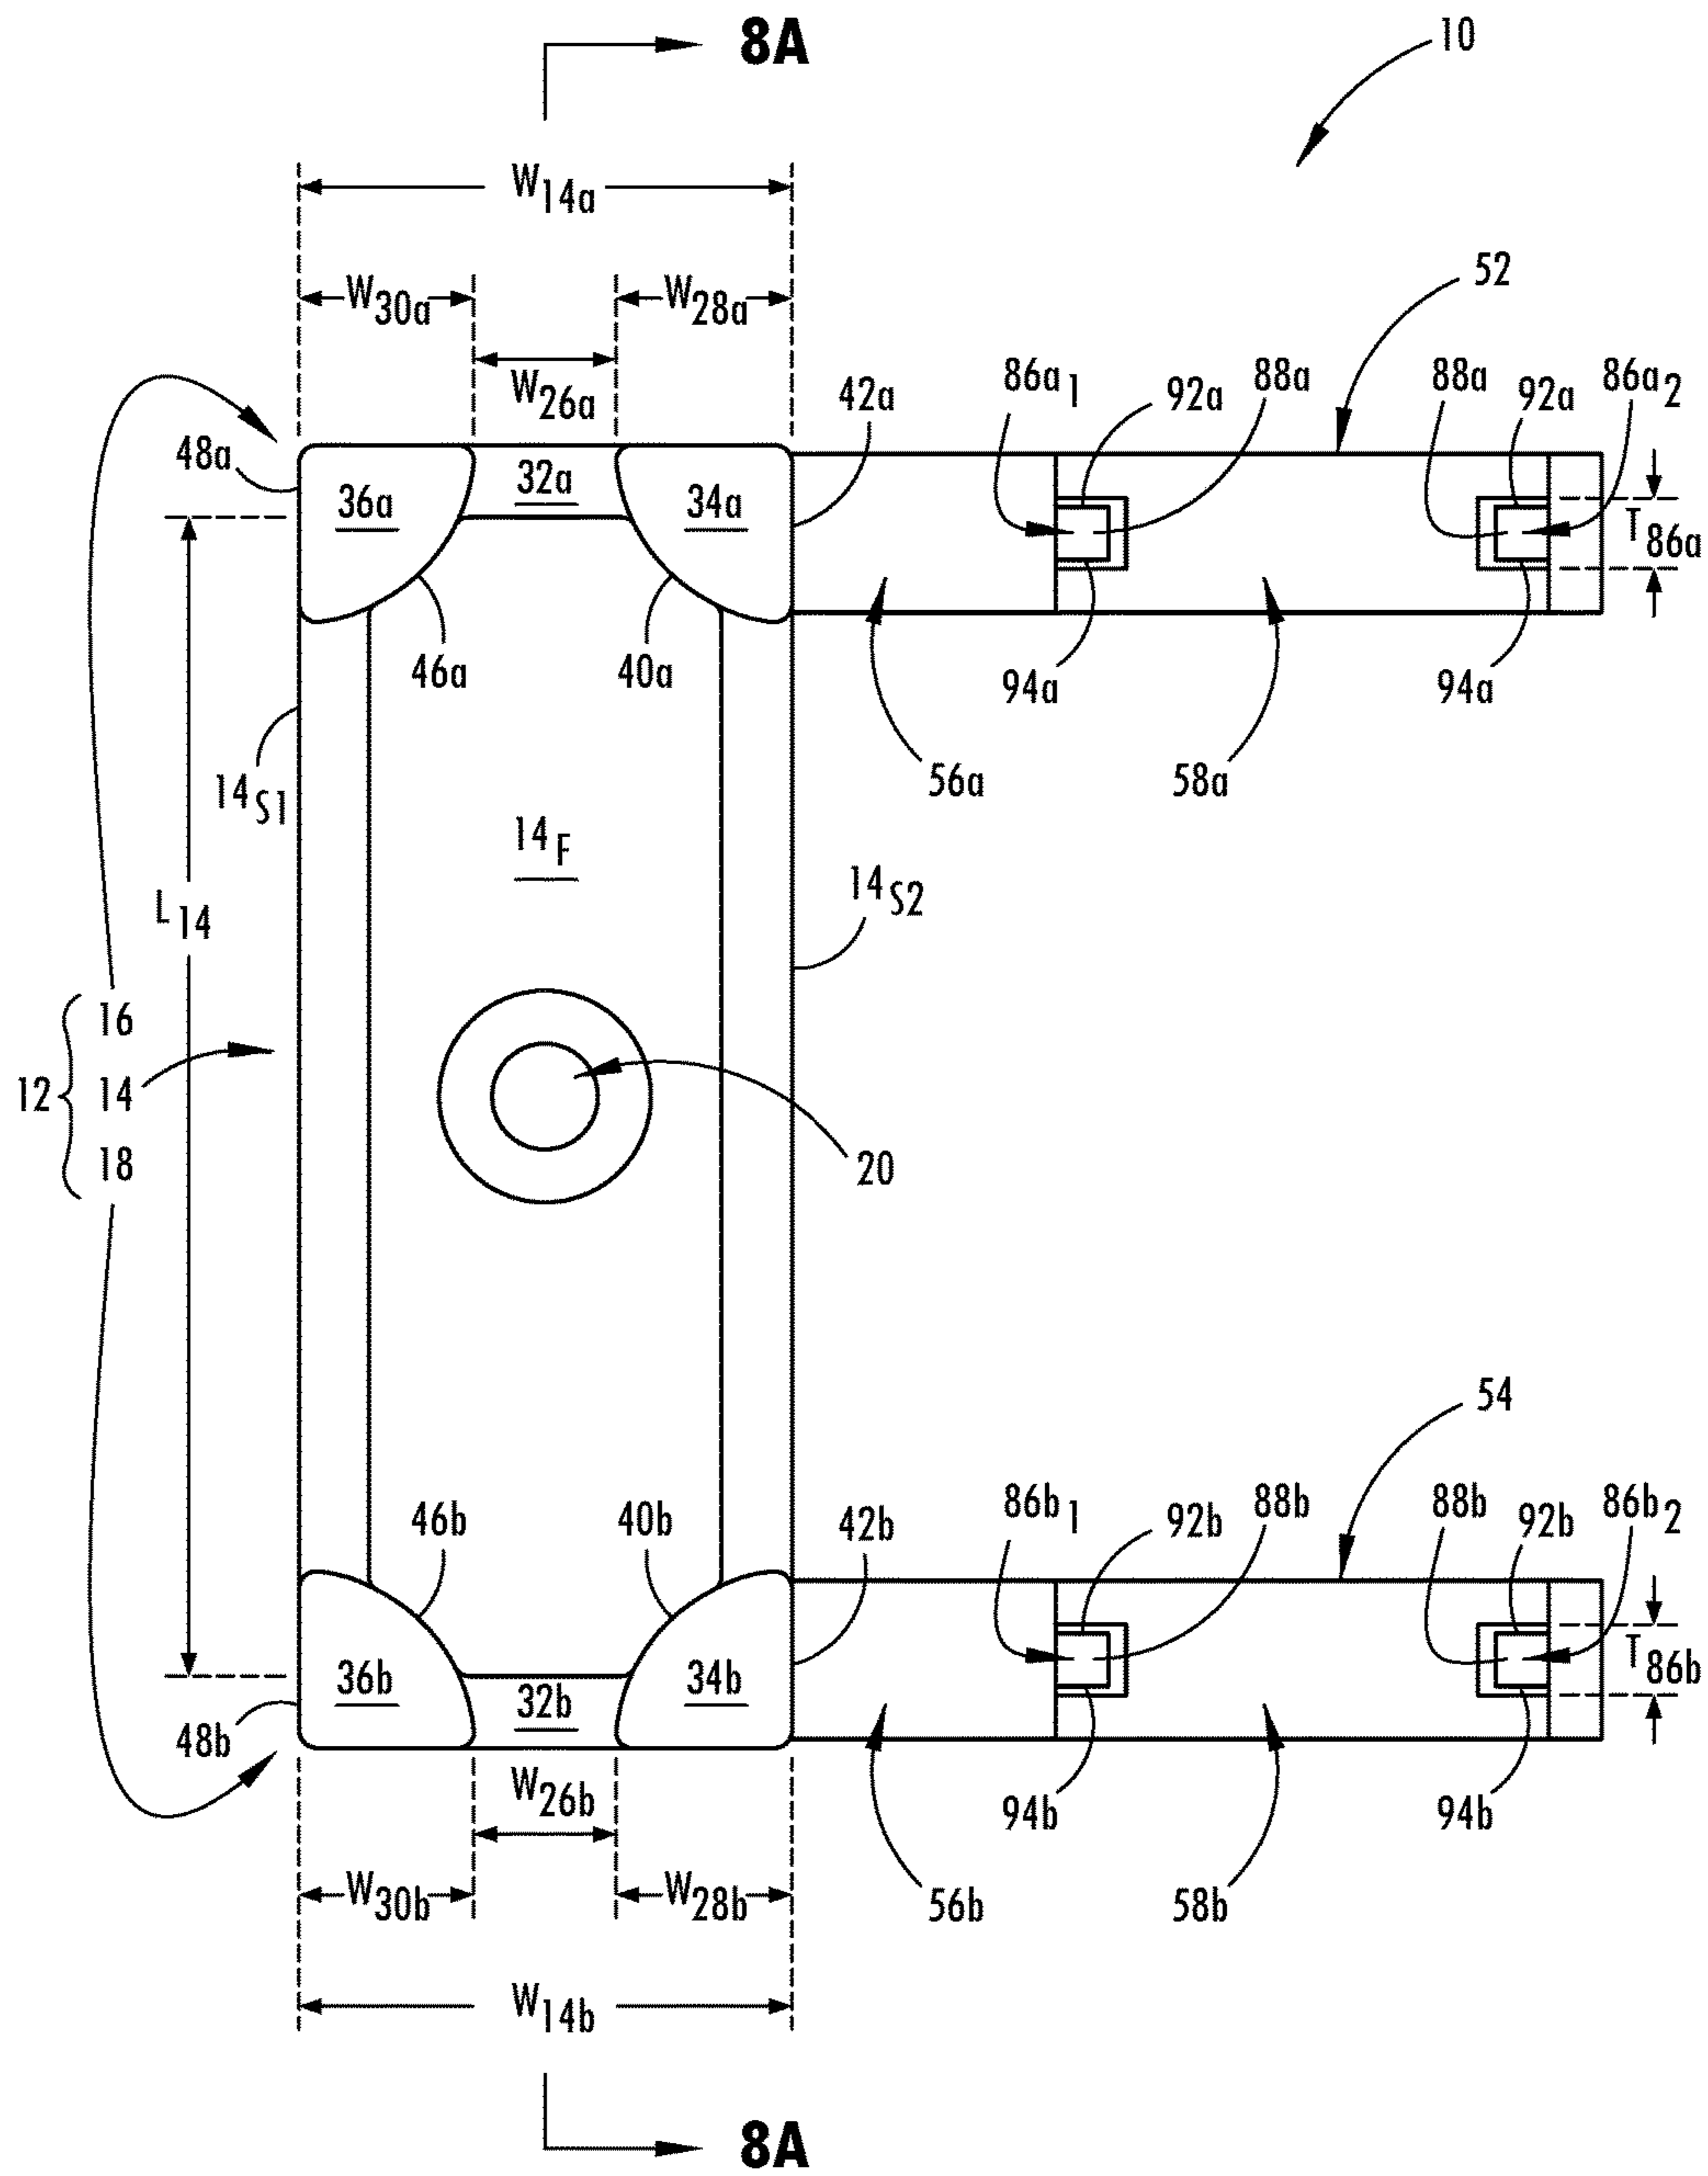 8A
10
W14a
W30a W28a
W26a
52
42a 86a1 92a 88a 88a 92a 86a2
48a
36a 32a 34a
T86a
46a 40a 94a 94a
14S1
56a 58a
14F
14S2
L14
16
12 14
18
20
54
46b 40b 42b 86b1 92b 88b 88b 92b 86b2
36b 32b 34b
T86b
48b
W26b
94b 94b
W30b W28b
56b 58b
W14b
8A